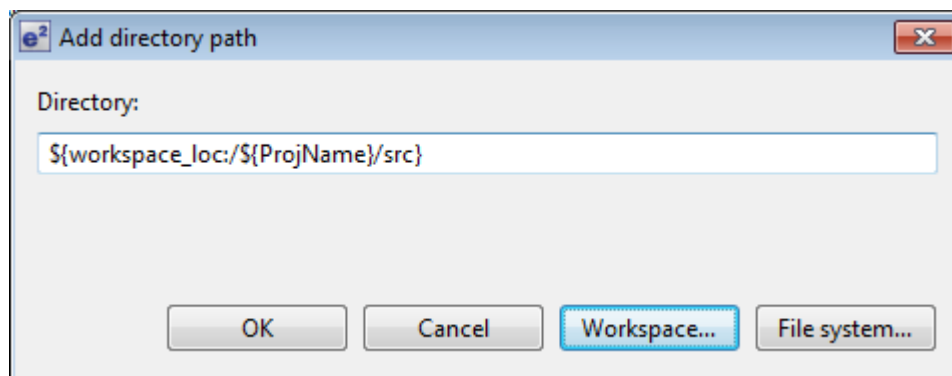 e² Add directory path
Directory:
${workspace_loc:/${ProjName}/src}
OK Cancel Workspace... File system...